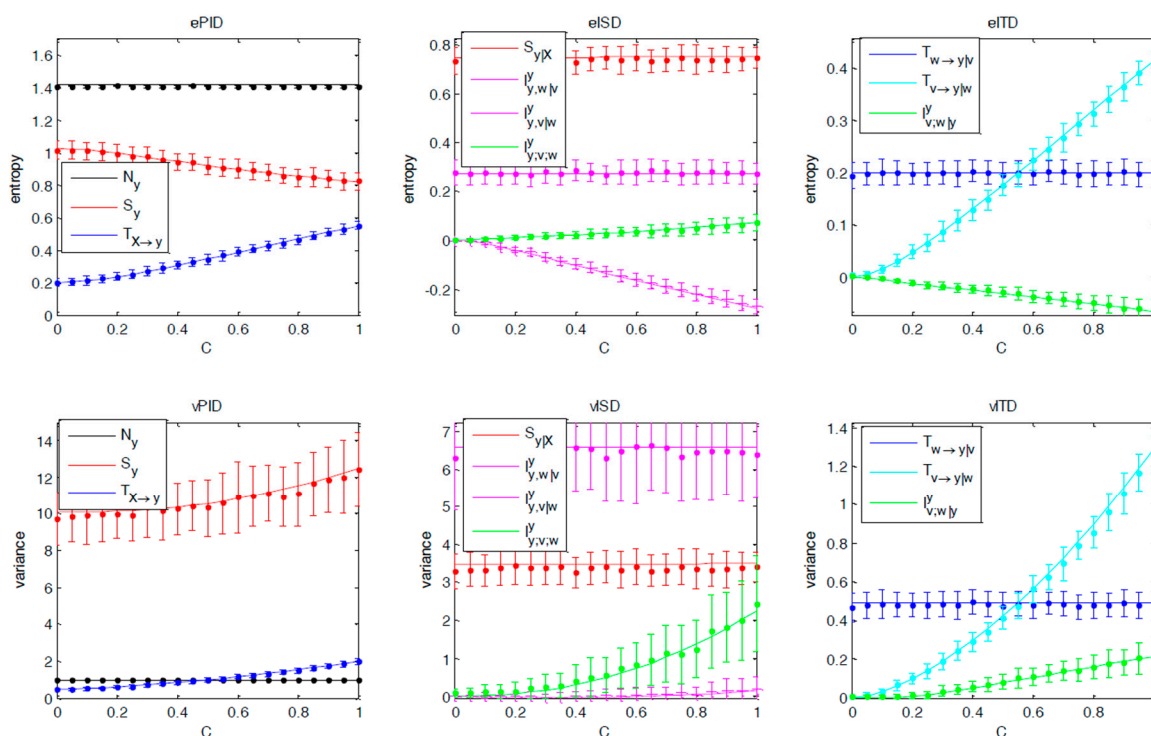 ePID
eISD
eITD
1.6
1.4
1.2
1
0.8
0.6
0.4
0.2
0
entropy
N_y
S_y
T_X→y
0
0.2
0.4
0.6
0.8
1
C
0.8
0.6
0.4
0.2
0
-0.2
entropy
S_y|X
I^y_y,w|v
I^y_y,v|w
I^y_y;v;w
0
0.2
0.4
0.6
0.8
1
C
0.4
0.3
0.2
0.1
0
entropy
T_w→y|v
T_v→y|w
I^y_v;w|y
0
0.2
0.4
0.6
0.8
C
vPID
vISD
vITD
14
12
10
8
6
4
2
0
variance
N_y
S_y
T_X→y
0
0.2
0.4
0.6
0.8
1
C
7
6
5
4
3
2
1
0
variance
S_y|X
I^y_y,w|v
I^y_y,v|w
I^y_y;v;w
0
0.2
0.4
0.6
0.8
1
C
1.4
1.2
1
0.8
0.6
0.4
0.2
0
variance
T_w→y|v
T_v→y|w
I^y_v;w|y
0
0.2
0.4
0.6
0.8
C